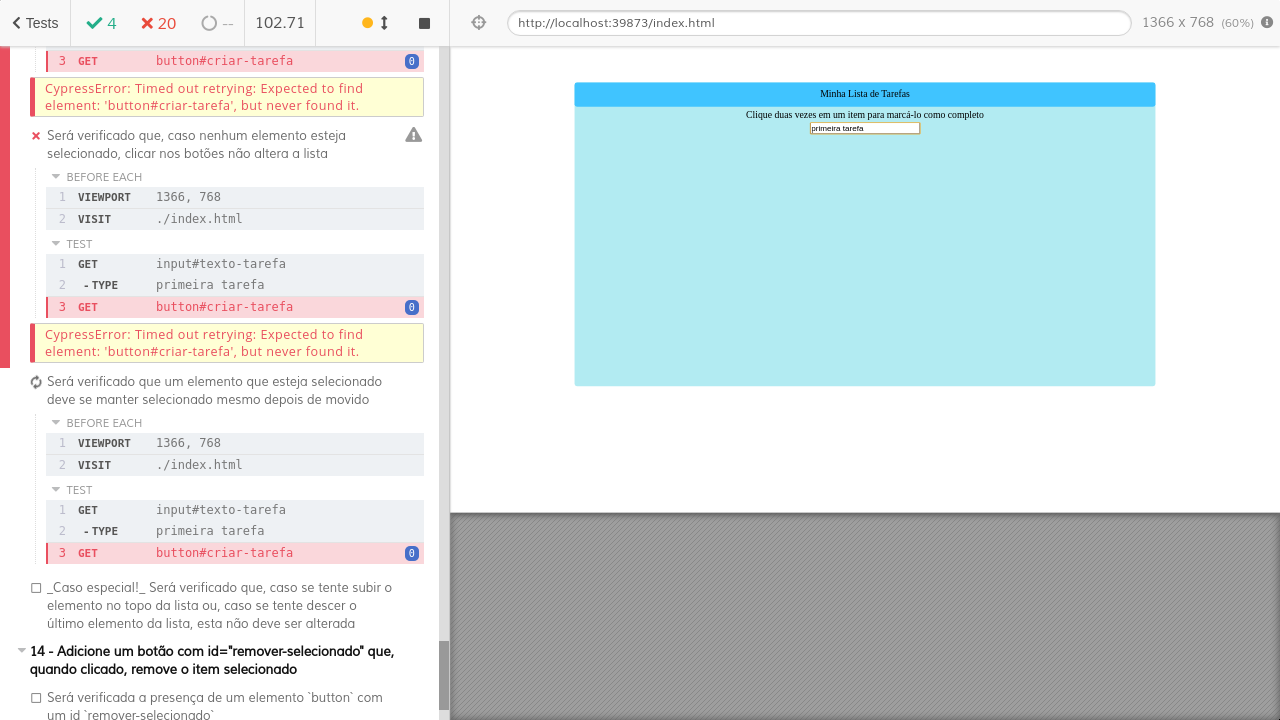 Tests
4
20
--
102.71
http://localhost:39873/index.html
1366 x 768 (60%)
3 GET button#criar-tarefa 0
CypressError: Timed out retrying: Expected to find
element: 'button#criar-tarefa', but never found it.
Será verificado que, caso nenhum elemento esteja
selecionado, clicar nos botões não altera a lista
BEFORE EACH
1 VIEWPORT 1366, 768
2 VISIT ./index.html
TEST
1 GET input#texto-tarefa
2 -TYPE primeira tarefa
3 GET button#criar-tarefa 0
CypressError: Timed out retrying: Expected to find
element: 'button#criar-tarefa', but never found it.
Será verificado que um elemento que esteja selecionado
deve se manter selecionado mesmo depois de movido
BEFORE EACH
1 VIEWPORT 1366, 768
2 VISIT ./index.html
TEST
1 GET input#texto-tarefa
2 -TYPE primeira tarefa
3 GET button#criar-tarefa 0
_Caso especial!_ Será verificado que, caso se tente subir o
elemento no topo da lista ou, caso se tente descer o
último elemento da lista, esta não deve ser alterada
14 - Adicione um botão com id="remover-selecionado" que,
quando clicado, remove o item selecionado
Será verificada a presença de um elemento `button` com
um id `remover-selecionado`
Minha Lista de Tarefas
Clique duas vezes em um item para marcá-lo como completo
primeira tarefa